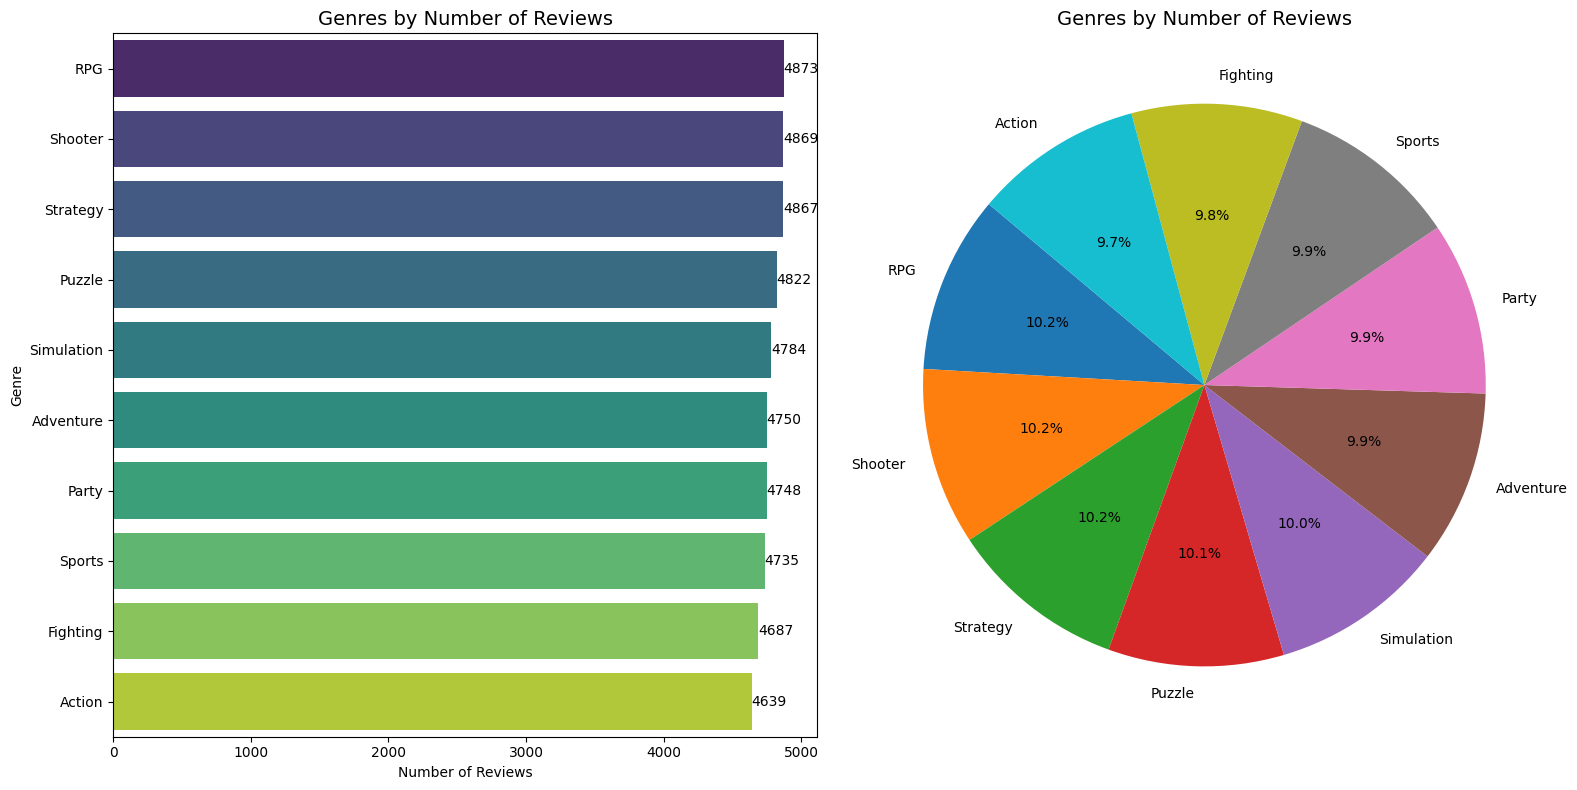 Genres by Number of Reviews
Genre
RPG 4873
Shooter 4869
Strategy 4867
Puzzle 4822
Simulation 4784
Adventure 4750
Party 4748
Sports 4735
Fighting 4687
Action 4639
0 1000 2000 3000 4000 5000
Number of Reviews
Genres by Number of Reviews
Fighting 9.8%
Action 9.7%
RPG 10.2%
Shooter 10.2%
Strategy 10.2%
Puzzle 10.1%
Simulation 10.0%
Adventure 9.9%
Party 9.9%
Sports 9.9%